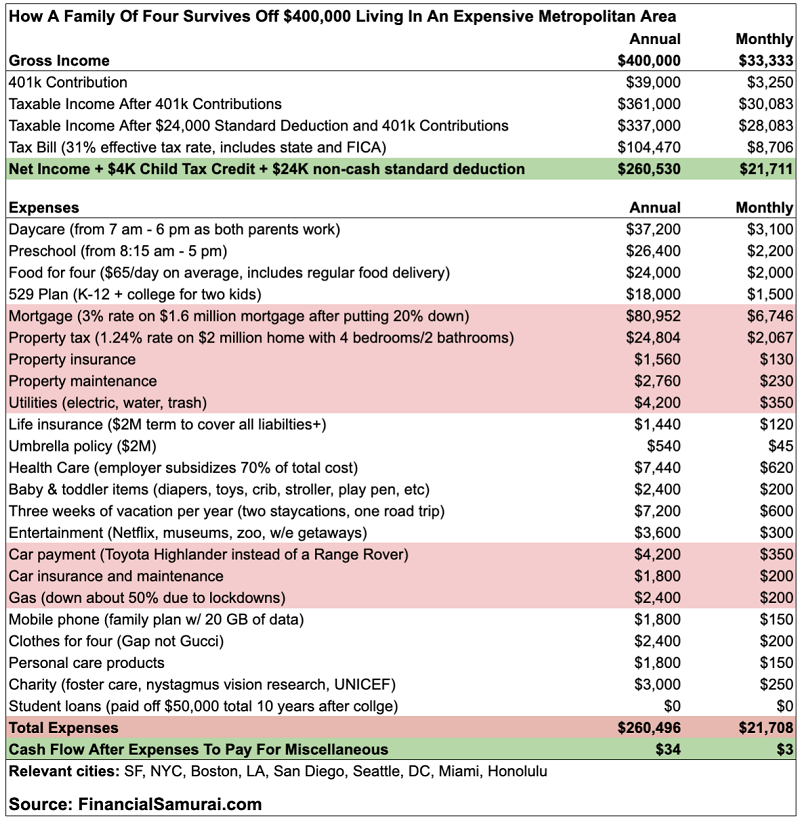 How A Family Of Four Survives Off $400,000 Living In An Expensive Metropolitan Area
Annual Monthly
Gross Income $400,000 $33,333
401k Contribution $39,000 $3,250
Taxable Income After 401k Contributions $361,000 $30,083
Taxable Income After $24,000 Standard Deduction and 401k Contributions $337,000 $28,083
Tax Bill (31% effective tax rate, includes state and FICA) $104,470 $8,706
Net Income + $4K Child Tax Credit + $24K non-cash standard deduction $260,530 $21,711
Expenses Annual Monthly
Daycare (from 7 am - 6 pm as both parents work) $37,200 $3,100
Preschool (from 8:15 am - 5 pm) $26,400 $2,200
Food for four ($65/day on average, includes regular food delivery) $24,000 $2,000
529 Plan (K-12 + college for two kids) $18,000 $1,500
Mortgage (3% rate on $1.6 million mortgage after putting 20% down) $80,952 $6,746
Property tax (1.24% rate on $2 million home with 4 bedrooms/2 bathrooms) $24,804 $2,067
Property insurance $1,560 $130
Property maintenance $2,760 $230
Utilities (electric, water, trash) $4,200 $350
Life insurance ($2M term to cover all liabilties+) $1,440 $120
Umbrella policy ($2M) $540 $45
Health Care (employer subsidizes 70% of total cost) $7,440 $620
Baby & toddler items (diapers, toys, crib, stroller, play pen, etc) $2,400 $200
Three weeks of vacation per year (two staycations, one road trip) $7,200 $600
Entertainment (Netflix, museums, zoo, w/e getaways) $3,600 $300
Car payment (Toyota Highlander instead of a Range Rover) $4,200 $350
Car insurance and maintenance $1,800 $200
Gas (down about 50% due to lockdowns) $2,400 $200
Mobile phone (family plan w/ 20 GB of data) $1,800 $150
Clothes for four (Gap not Gucci) $2,400 $200
Personal care products $1,800 $150
Charity (foster care, nystagmus vision research, UNICEF) $3,000 $250
Student loans (paid off $50,000 total 10 years after collge) $0 $0
Total Expenses $260,496 $21,708
Cash Flow After Expenses To Pay For Miscellaneous $34 $3
Relevant cities: SF, NYC, Boston, LA, San Diego, Seattle, DC, Miami, Honolulu
Source: FinancialSamurai.com